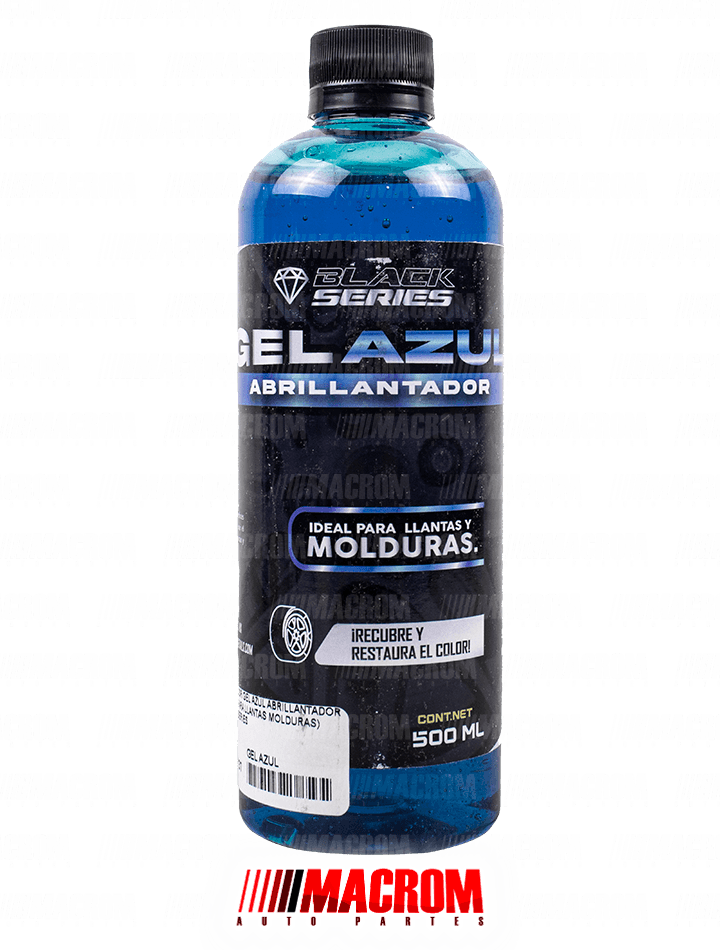 BLACK
SERIES
GEL AZUL
ABRILLANTADOR
IDEAL PARA LLANTAS Y
MOLDURAS.
¡RECUBRE Y
RESTAURA EL COLOR!
CONT.NET
500 ML
GEL AZUL ABRILLANTADOR
LLANTAS MOLDURAS)
GEL AZUL
MACROM
AUTO PARTES